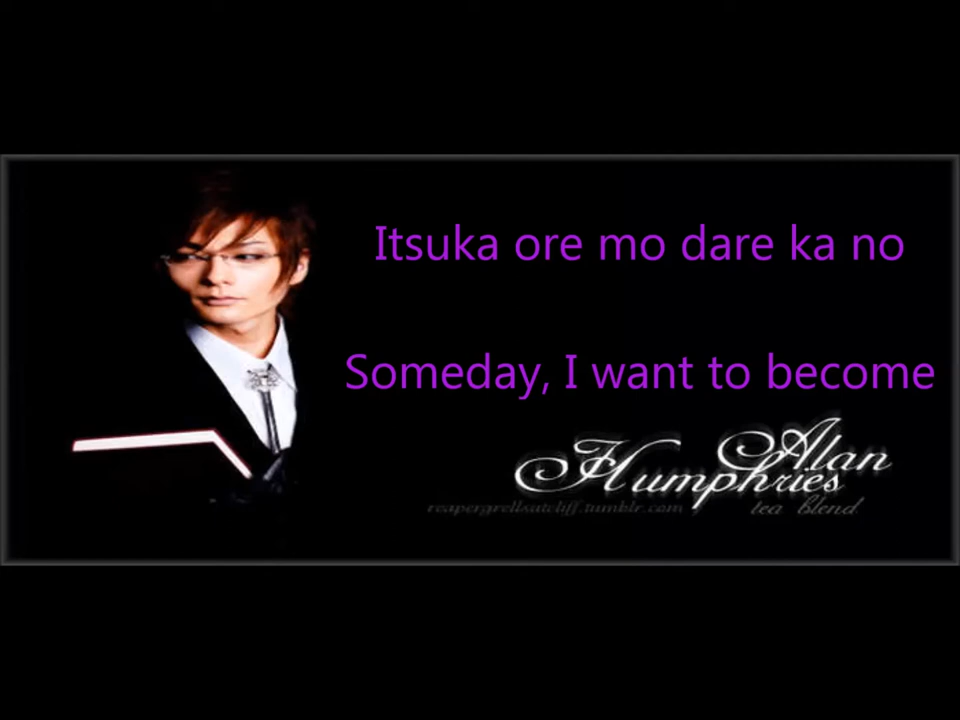 Itsuka ore mo dare ka no
Someday, I want to become
Alan
Humphries
reapergrellsutcliff.tumblr.com
tea blend